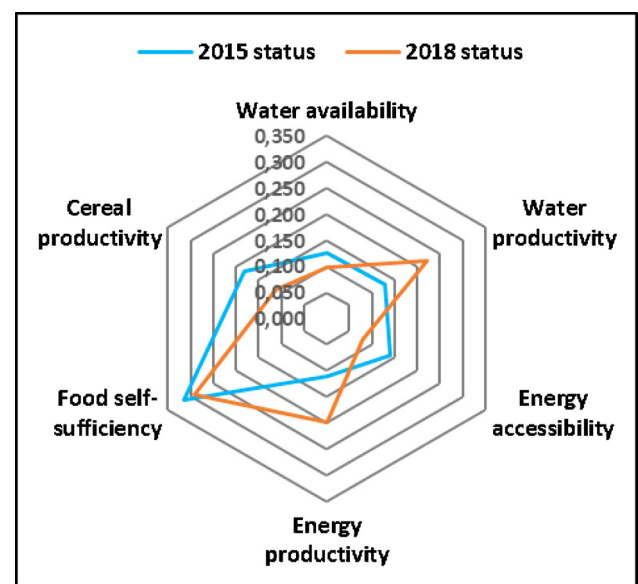 2015 status
2018 status
Water availability
0,350
0,300
0,250
0,200
0,150
0,100
0,050
0,000
Cereal
productivity
Water
productivity
Food self-
sufficiency
Energy
accessibility
Energy
productivity